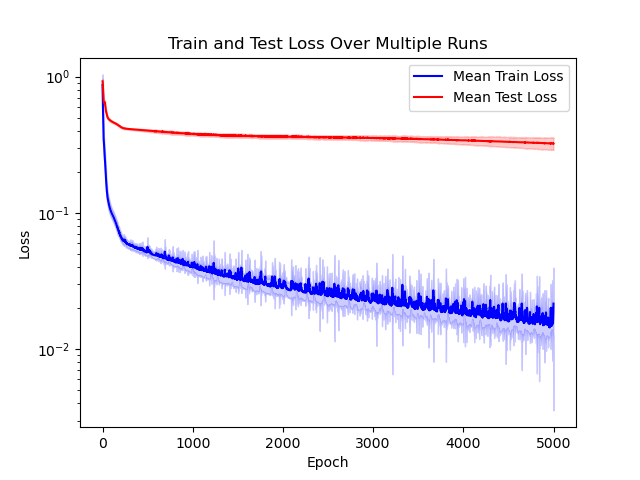 Train and Test Loss Over Multiple Runs
Mean Train Loss
Mean Test Loss
10⁰
10⁻¹
10⁻²
Loss
0 1000 2000 3000 4000 5000
Epoch